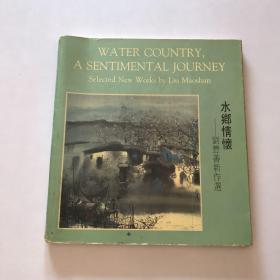 WATER COUNTRY,
A SENTIMENTAL JOURNEY
Selected New Works by Liu Maoshan
水鄉情懷
——劉懋善新作選